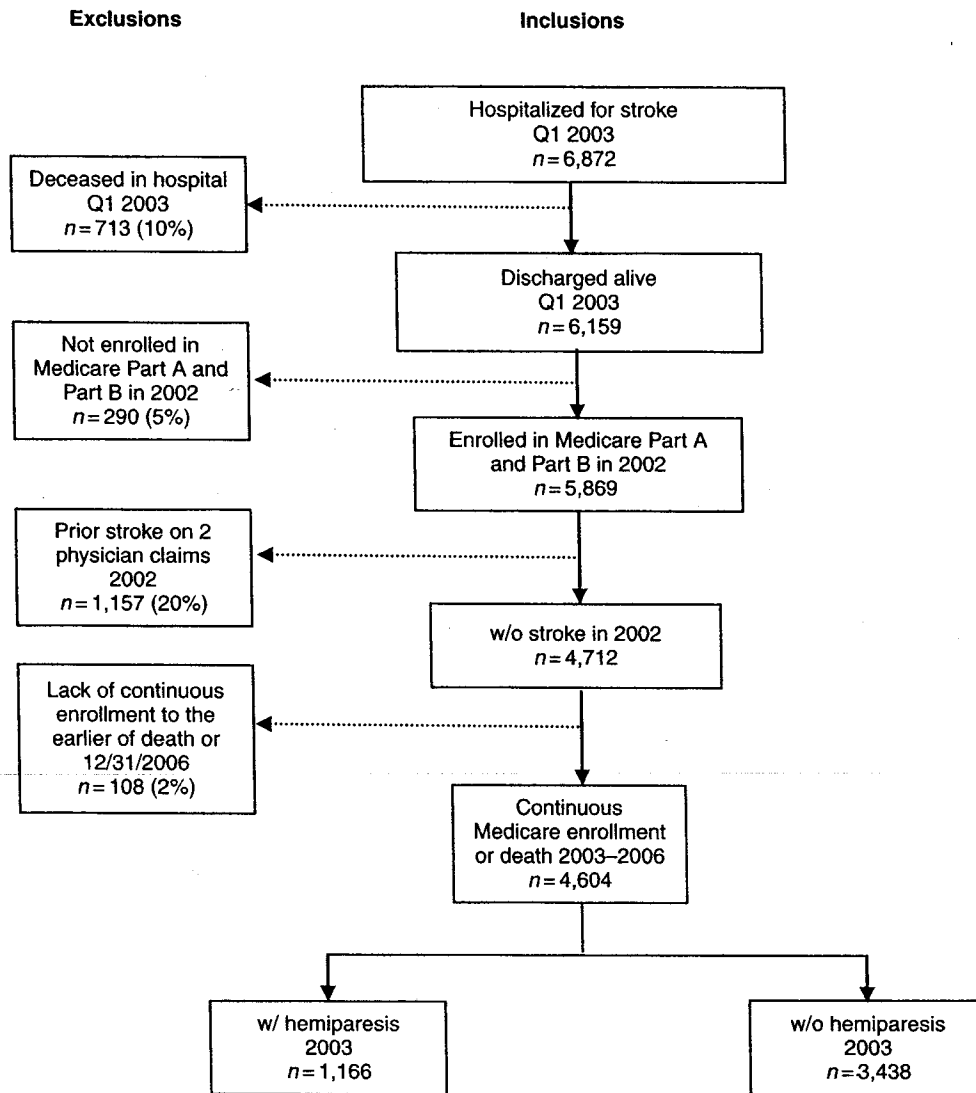 Exclusions
Inclusions
Hospitalized for stroke
Q1 2003
n=6,872
Deceased in hospital
Q1 2003
n=713 (10%)
Discharged alive
Q1 2003
n=6,159
Not enrolled in
Medicare Part A and
Part B in 2002
n=290 (5%)
Enrolled in Medicare Part A
and Part B in 2002
n=5,869
Prior stroke on 2
physician claims
2002
n=1,157 (20%)
w/o stroke in 2002
n=4,712
Lack of continuous
enrollment to the
earlier of death or
12/31/2006
n=108 (2%)
Continuous
Medicare enrollment
or death 2003–2006
n=4,604
w/ hemiparesis
2003
n=1,166
w/o hemiparesis
2003
n=3,438